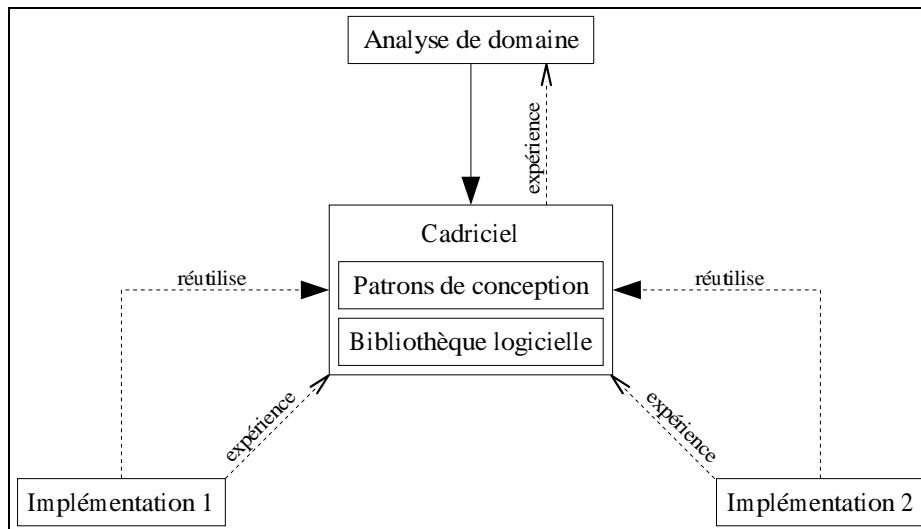 Analyse de domaine
expérience
Cadriciel
réutilise
Patrons de conception
réutilise
Bibliothèque logicielle
expérience
expérience
Implémentation 1
Implémentation 2